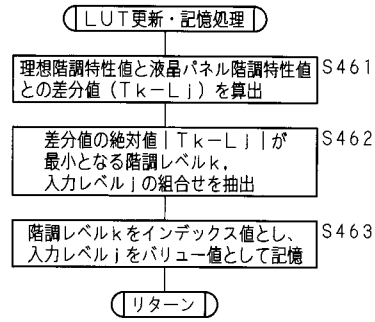 LUT更新・記憶処理
理想階調特性値と液晶パネル階調特性値
との差分値（Tk－Lj）を算出
S461
差分値の絶対値｜Tk－Lj｜が
最小となる階調レベルk，
入力レベルjの組合せを抽出
S462
階調レベルkをインデックス値とし、
入力レベルjをバリュー値として記憶
S463
リターン